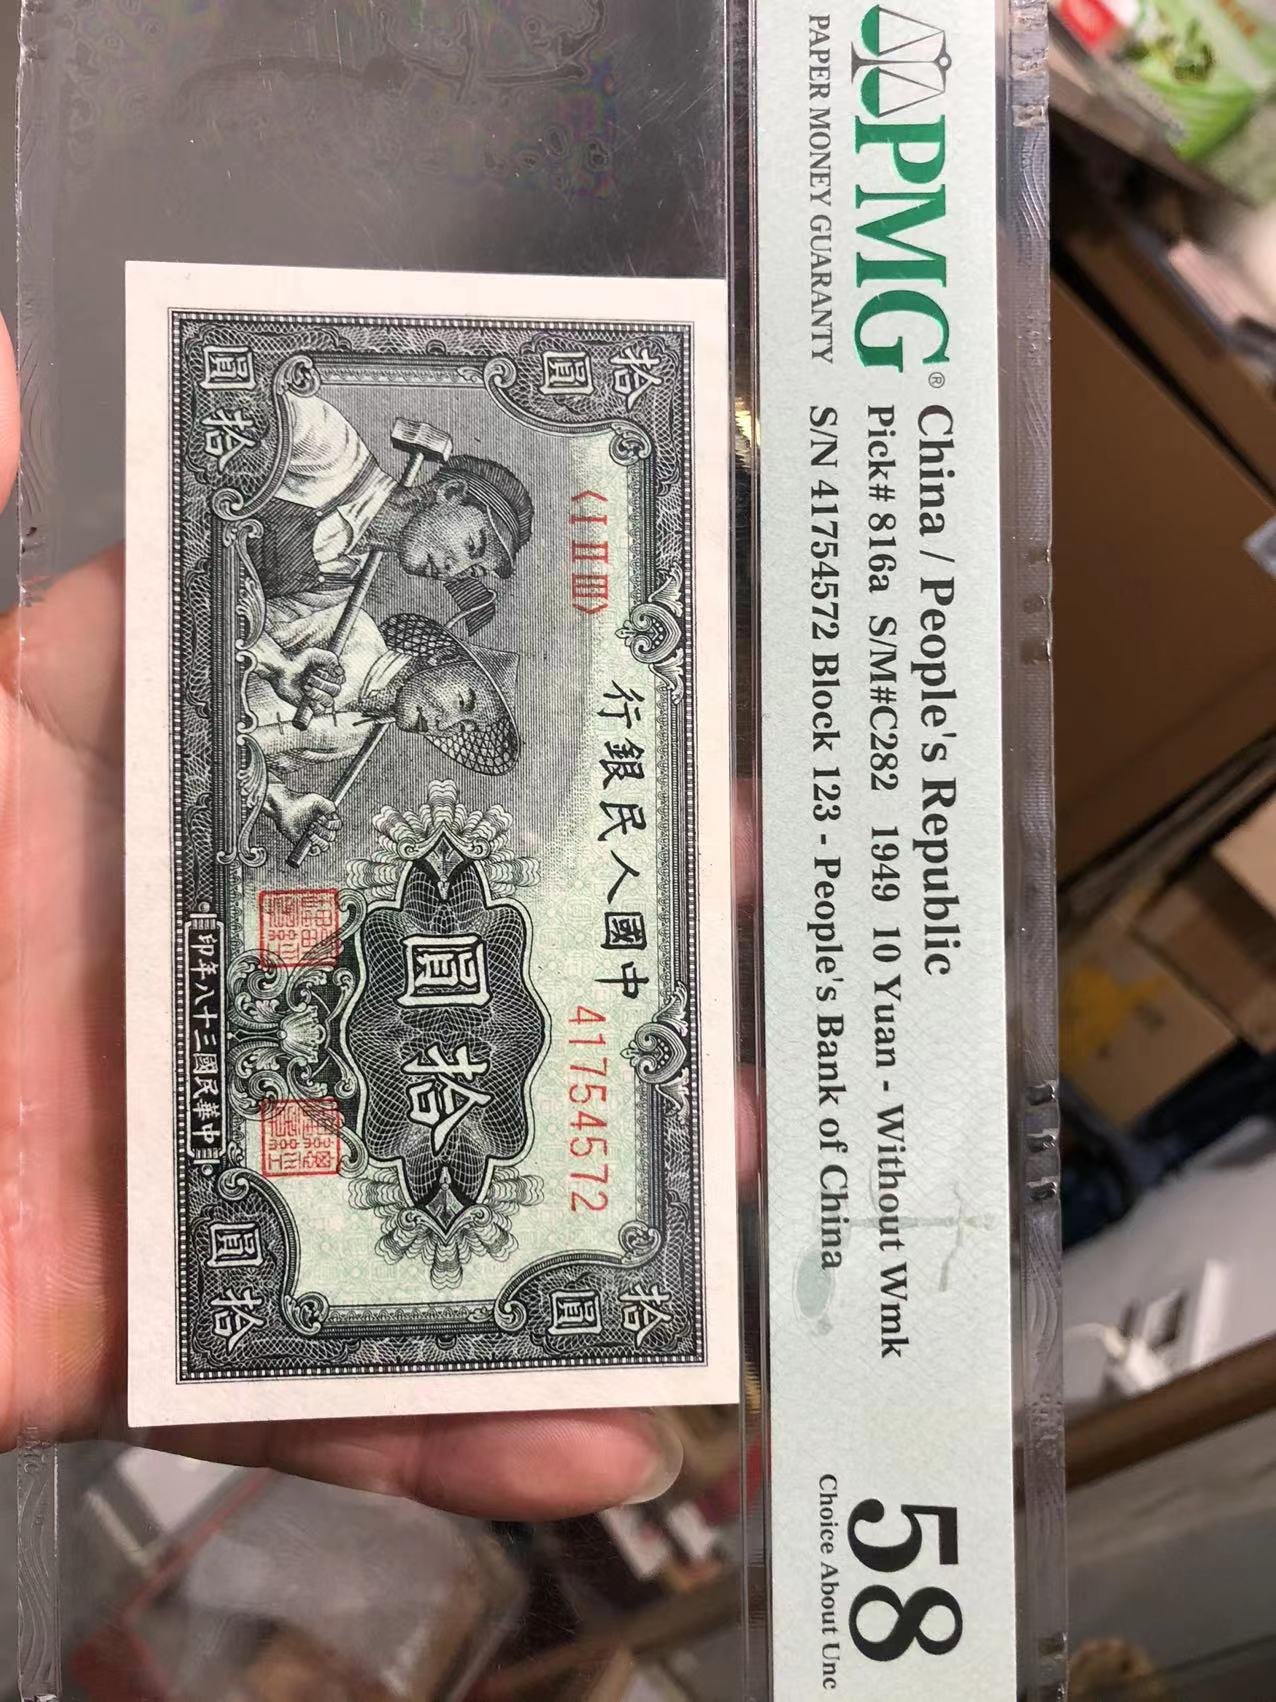 PMG®
PAPER MONEY GUARANTY
China / People's Republic
Pick# 816a S/M#C282 1949 10 Yuan - Without Wmk
S/N 41754572 Block 123 - People's Bank of China
58
Choice About Unc
拾圓
行銀民人國中
拾圓
〈I II III〉
41754572
圓拾
圓拾
印年八十三國民華中
圓拾